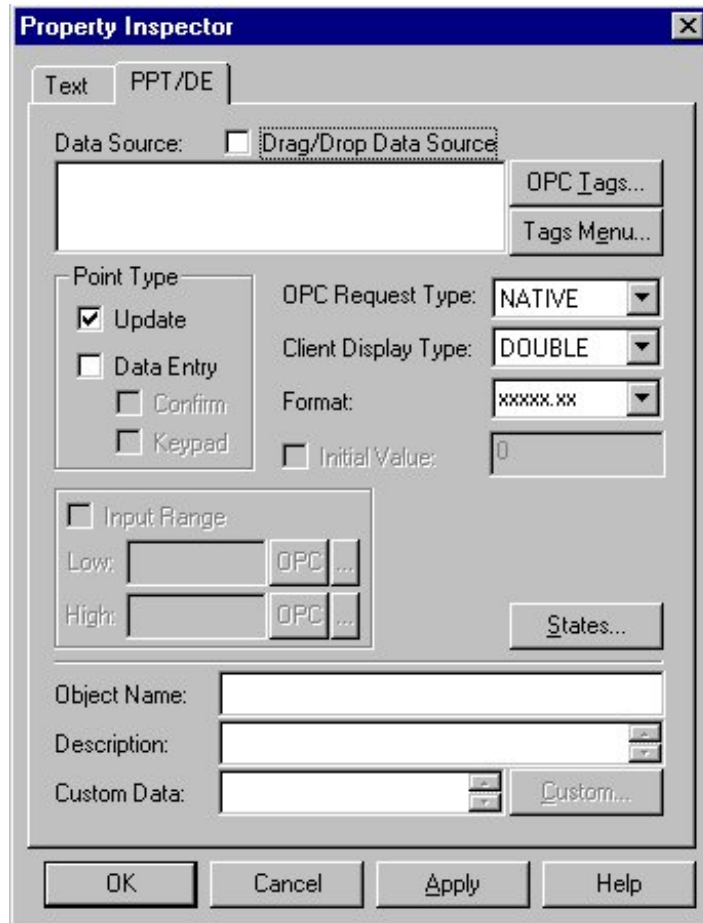 Property Inspector
Text PPT/DE
Data Source: Drag/Drop Data Source
OPC Tags...
Tags Menu...
Point Type
Update
Data Entry
Confirm
Keypad
OPC Request Type: NATIVE
Client Display Type: DOUBLE
Format: xxxxx.xx
Initial Value: 0
Input Range
Low: OPC ...
High: OPC ...
States...
Object Name:
Description:
Custom Data: Custom...
OK Cancel Apply Help